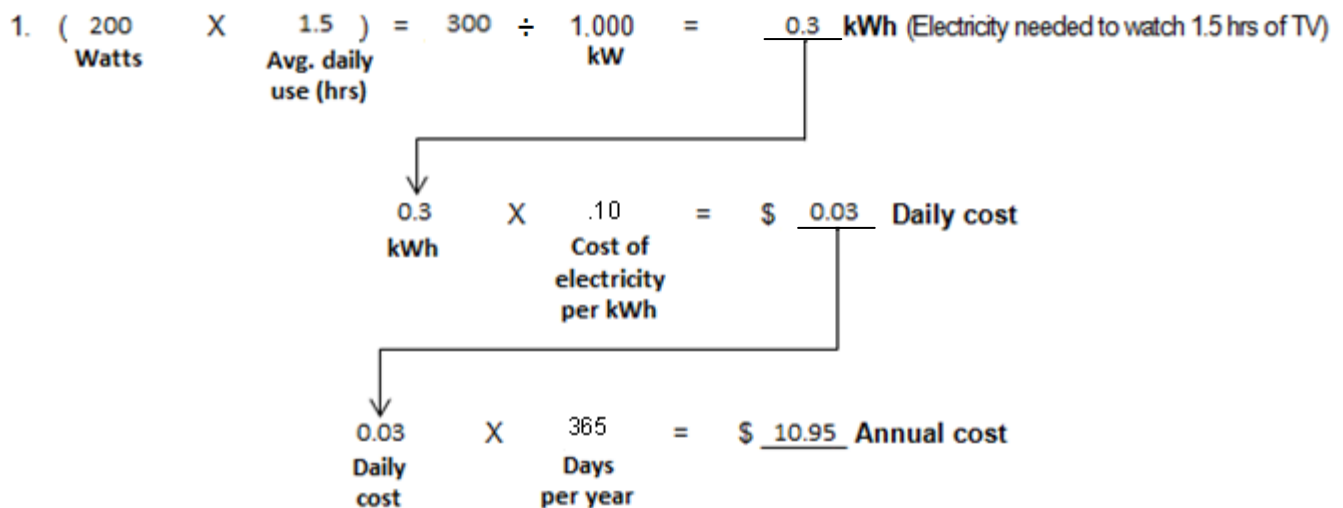 1. ( 200 X 1.5 ) = 300 ÷ 1.000 = 0.3 kWh (Electricity needed to watch 1.5 hrs of TV)
Watts Avg. daily kW
use (hrs)
0.3 X .10 = $ 0.03 Daily cost
kWh Cost of
electricity
per kWh
0.03 X 365 = $ 10.95 Annual cost
Daily Days
cost per year